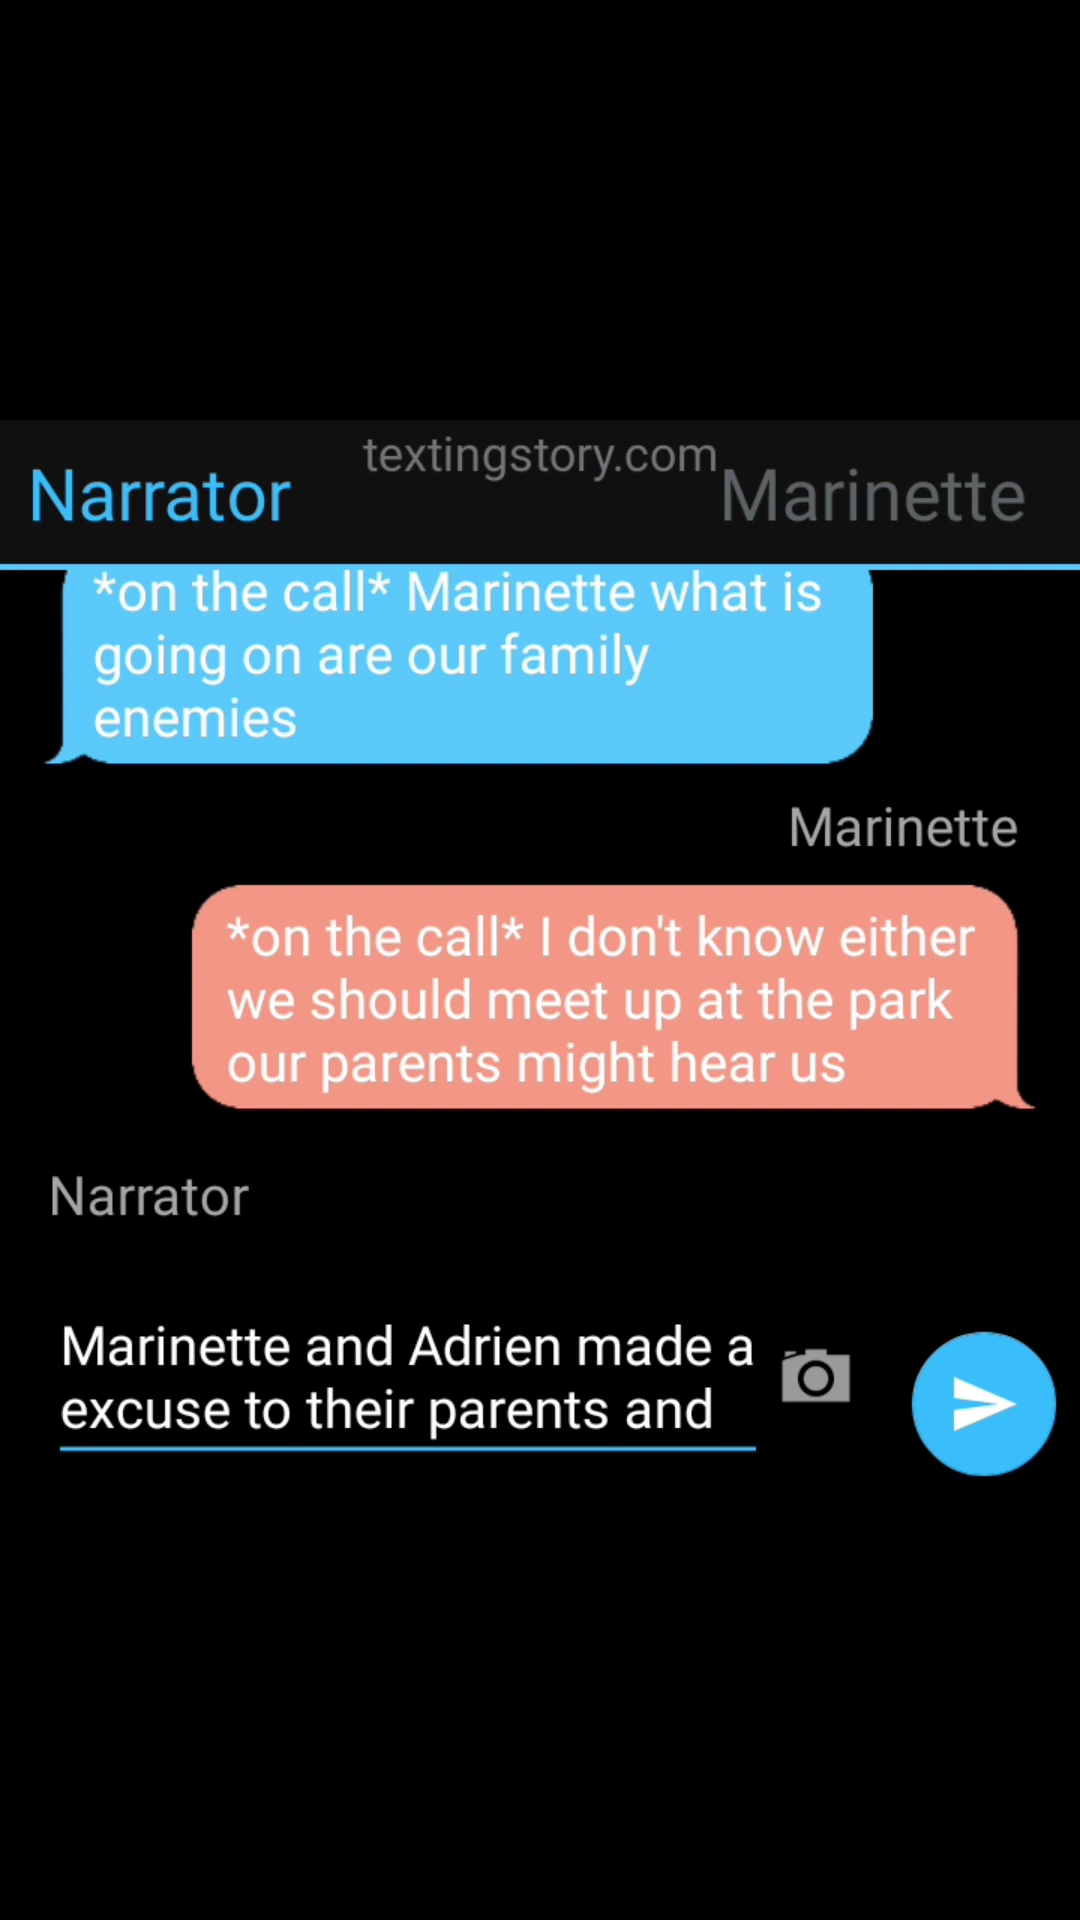 textingstory.com
Narrator
Marinette
*on the call* Marinette what is
going on are our family
enemies
Marinette
*on the call* I don't know either
we should meet up at the park
our parents might hear us
Narrator
Marinette and Adrien made a
excuse to their parents and